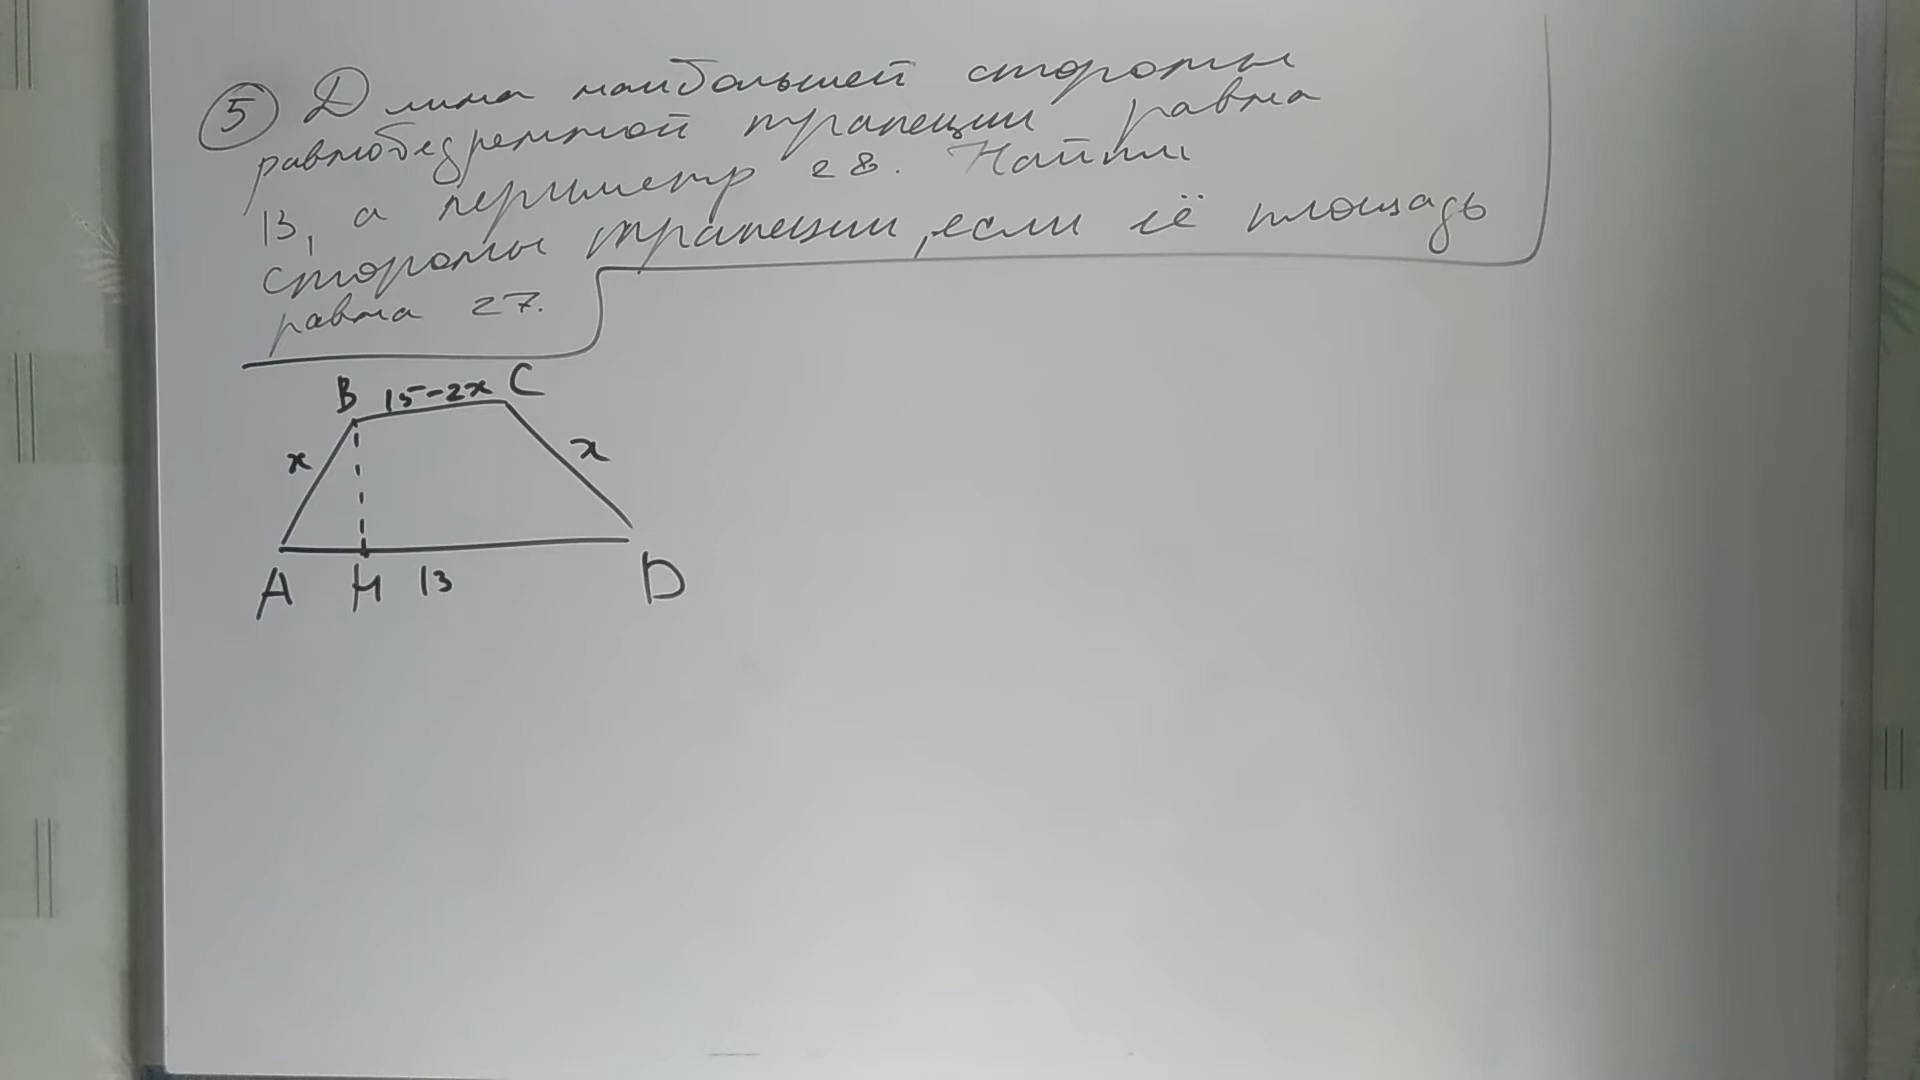 5 Длина наибольшей стороны
равнобедренной трапеции равна
13, а периметр 28. Найти
стороны трапеции, если её площадь
равна 27.
B 15-2x C
x x
A H 13 D